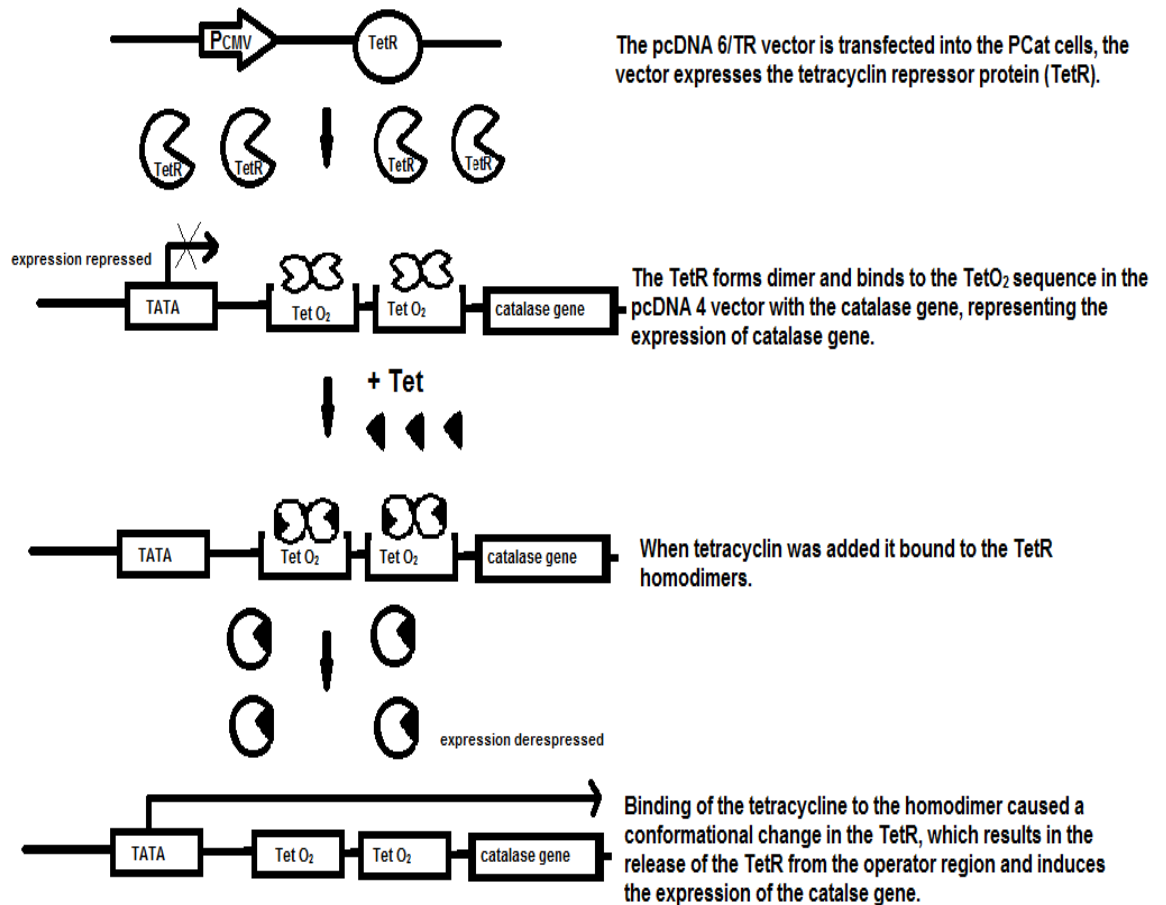 PCMV
TetR
The pcDNA 6/TR vector is transfected into the PCat cells, the
vector expresses the tetracyclin repressor protein (TetR).
TetR
TetR
TetR
TetR
expression repressed
TATA
Tet O2
Tet O2
catalase gene
The TetR forms dimer and binds to the TetO2 sequence in the
pcDNA 4 vector with the catalase gene, representing the
expression of catalase gene.
+ Tet
TATA
Tet O2
Tet O2
catalase gene
When tetracyclin was added it bound to the TetR
homodimers.
expression derespressed
TATA
Tet O2
Tet O2
catalase gene
Binding of the tetracycline to the homodimer caused a
conformational change in the TetR, which results in the
release of the TetR from the operator region and induces
the expression of the catalse gene.